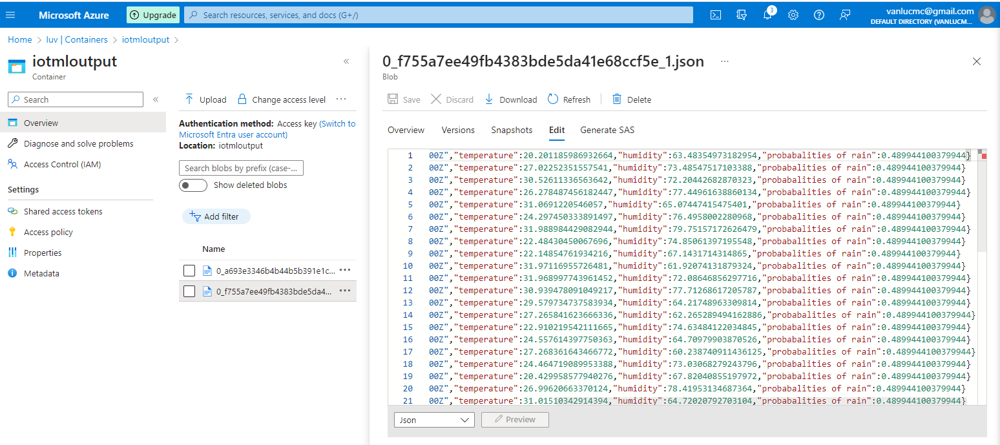 Microsoft Azure
Upgrade
Search resources, services, and docs (G+/)
3
vanlucmc@gmail.com
DEFAULT DIRECTORY (VANLUCM...
Home > luv | Containers > iotmloutput >
iotmloutput
Container
Search
Overview
Diagnose and solve problems
Access Control (IAM)
Settings
Shared access tokens
Access policy
Properties
Metadata
Upload
Change access level
Authentication method: Access key (Switch to
Microsoft Entra user account)
Location: iotmloutput
Search blobs by prefix (case-...
Show deleted blobs
Add filter
Name
0_a693e3346b4b44b5b391e1c...
0_f755a7ee49fb4383bde5da4...
0_f755a7ee49fb4383bde5da41e68ccf5e_1.json
Blob
Save
Discard
Download
Refresh
Delete
Overview
Versions
Snapshots
Edit
Generate SAS
1 00Z","temperature":20.201185986932664,"humidity":63.48354973182954,"probabalities of rain":0.489944100379944}
2 00Z","temperature":27.02252351557541,"humidity":73.48547517103388,"probabalities of rain":0.489944100379944}
3 00Z","temperature":30.52611336563642,"humidity":72.20442682870323,"probabalities of rain":0.489944100379944}
4 00Z","temperature":26.278487456182447,"humidity":77.44961638860134,"probabalities of rain":0.489944100379944}
5 00Z","temperature":31.0691220546057,"humidity":65.07447415475401,"probabalities of rain":0.489944100379944}
6 00Z","temperature":24.297450333891497,"humidity":76.4958002280968,"probabalities of rain":0.489944100379944}
7 00Z","temperature":31.988984429082944,"humidity":79.75157172626479,"probabalities of rain":0.489944100379944}
8 00Z","temperature":22.48430450067696,"humidity":74.85061397195548,"probabalities of rain":0.489944100379944}
9 00Z","temperature":22.14854761934216,"humidity":67.1431714314865,"probabalities of rain":0.489944100379944}
10 00Z","temperature":31.97116955726481,"humidity":61.92074131879324,"probabalities of rain":0.489944100379944}
11 00Z","temperature":31.968997743961452,"humidity":72.08646856297716,"probabalities of rain":0.489944100379944}
12 00Z","temperature":30.939478091049217,"humidity":77.71268617205787,"probabalities of rain":0.489944100379944}
13 00Z","temperature":29.579734737583934,"humidity":64.21748963309814,"probabalities of rain":0.489944100379944}
14 00Z","temperature":27.265841623666336,"humidity":62.265289494162886,"probabalities of rain":0.489944100379944}
15 00Z","temperature":22.910219542111665,"humidity":74.63484122034845,"probabalities of rain":0.489944100379944}
16 00Z","temperature":24.557614397750363,"humidity":64.70979903870526,"probabalities of rain":0.489944100379944}
17 00Z","temperature":27.268361643466772,"humidity":60.238740911436125,"probabalities of rain":0.489944100379944}
18 00Z","temperature":24.464719089953388,"humidity":73.03068279243796,"probabalities of rain":0.489944100379944}
19 00Z","temperature":20.429958577940276,"humidity":67.82040855197972,"probabalities of rain":0.489944100379944}
20 00Z","temperature":26.99620663370124,"humidity":78.41953134687364,"probabalities of rain":0.489944100379944}
21 00Z","temperature":31.01510342914394,"humidity":64.72020792703104,"probabalities of rain":0.489944100379944}
Json
Preview